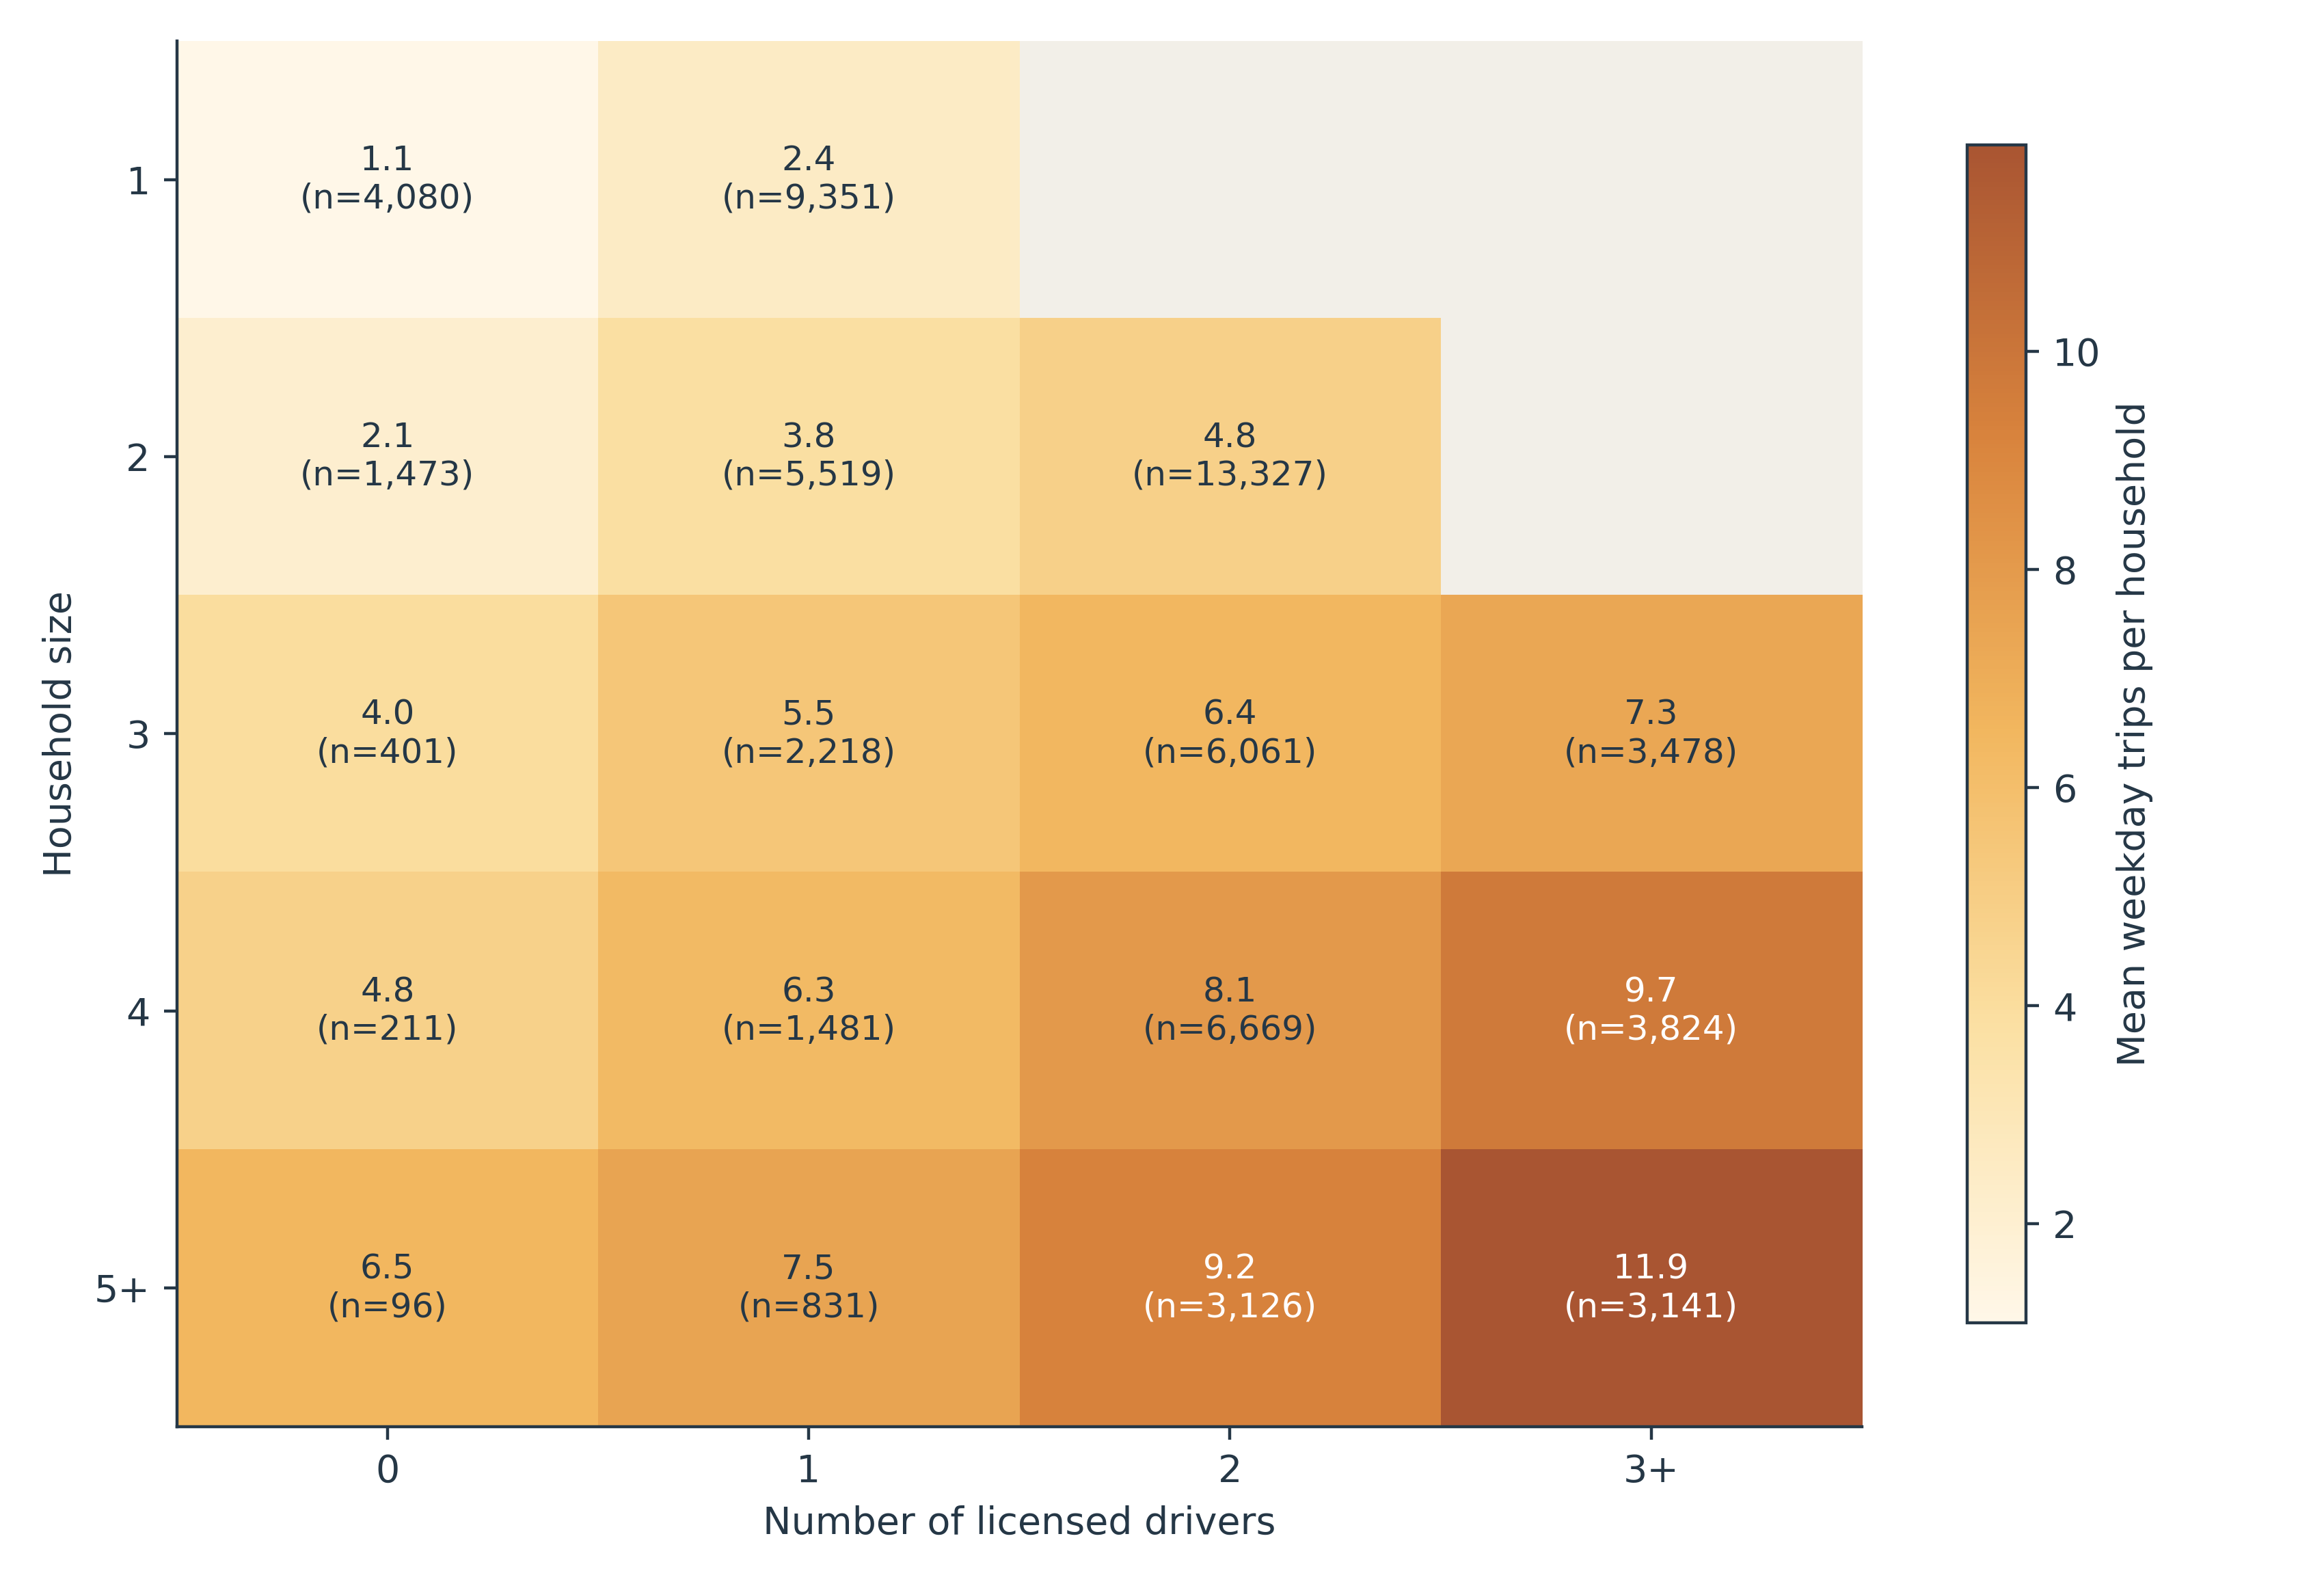 1.1
(n=4,080)
2.4
(n=9,351)
1
2.1
(n=1,473)
3.8
(n=5,519)
4.8
(n=13,327)
2
4.0
(n=401)
5.5
(n=2,218)
6.4
(n=6,061)
7.3
(n=3,478)
3
4.8
(n=211)
6.3
(n=1,481)
8.1
(n=6,669)
9.7
(n=3,824)
4
6.5
(n=96)
7.5
(n=831)
9.2
(n=3,126)
11.9
(n=3,141)
5+
Household size
0
1
2
3+
Number of licensed drivers
10
8
6
4
2
Mean weekday trips per household